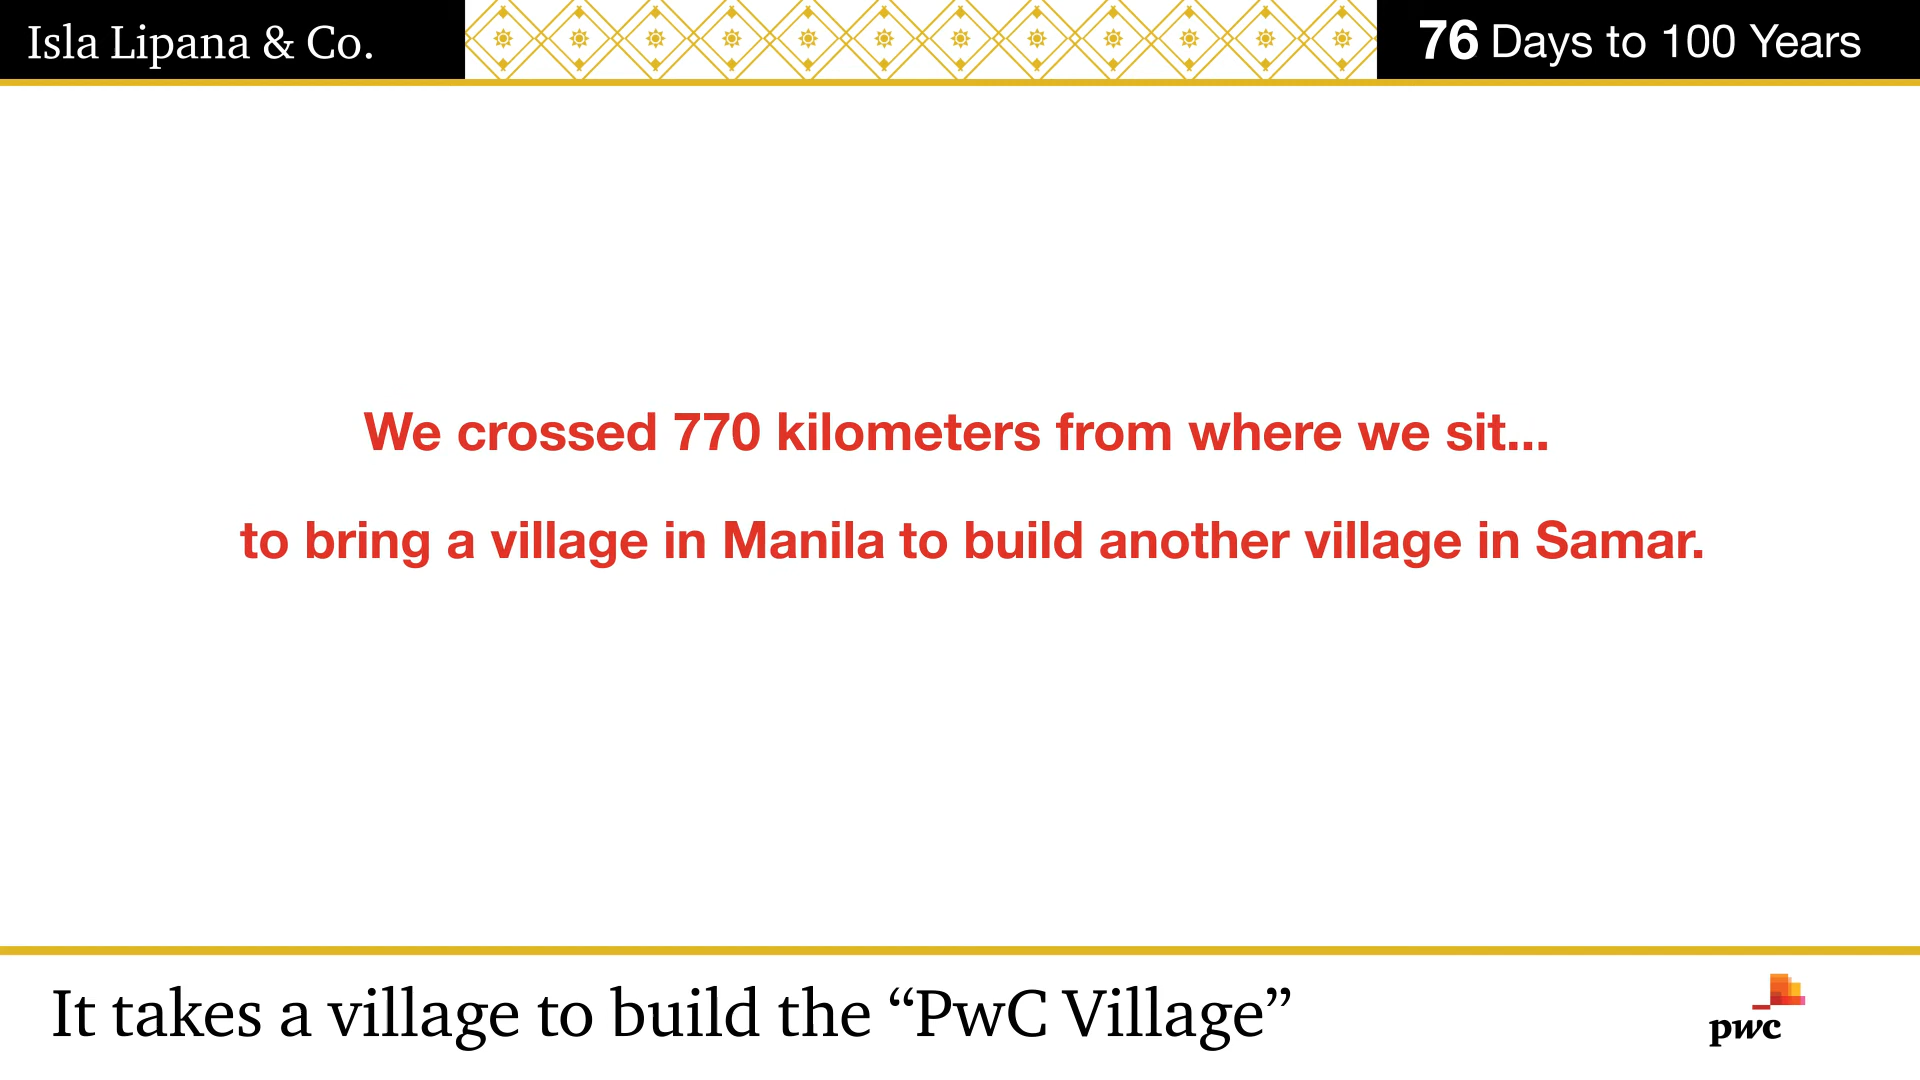 Isla Lipana & Co.
76 Days to 100 Years
We crossed 770 kilometers from where we sit...
to bring a village in Manila to build another village in Samar.
It takes a village to build the “PwC Village”
pwc